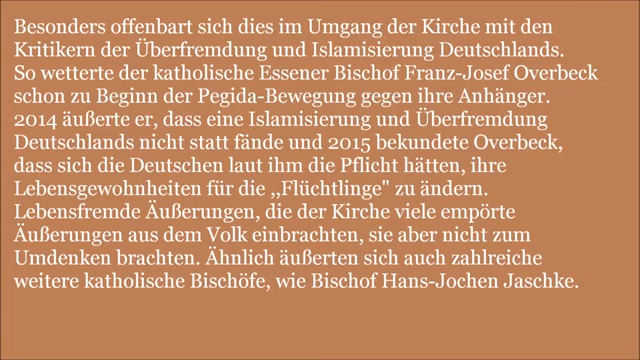 Besonders offenbart sich dies im Umgang der Kirche mit den
Kritikern der Überfremdung und Islamisierung Deutschlands.
So wetterte der katholische Essener Bischof Franz-Josef Overbeck
schon zu Beginn der Pegida-Bewegung gegen ihre Anhänger.
2014 äußerte er, dass eine Islamisierung und Überfremdung
Deutschlands nicht statt fände und 2015 bekundete Overbeck,
dass sich die Deutschen laut ihm die Pflicht hätten, ihre
Lebensgewohnheiten für die ,,Flüchtlinge" zu ändern.
Lebensfremde Äußerungen, die der Kirche viele empörte
Äußerungen aus dem Volk einbrachten, sie aber nicht zum
Umdenken brachten. Ähnlich äußerten sich auch zahlreiche
weitere katholische Bischöfe, wie Bischof Hans-Jochen Jaschke.